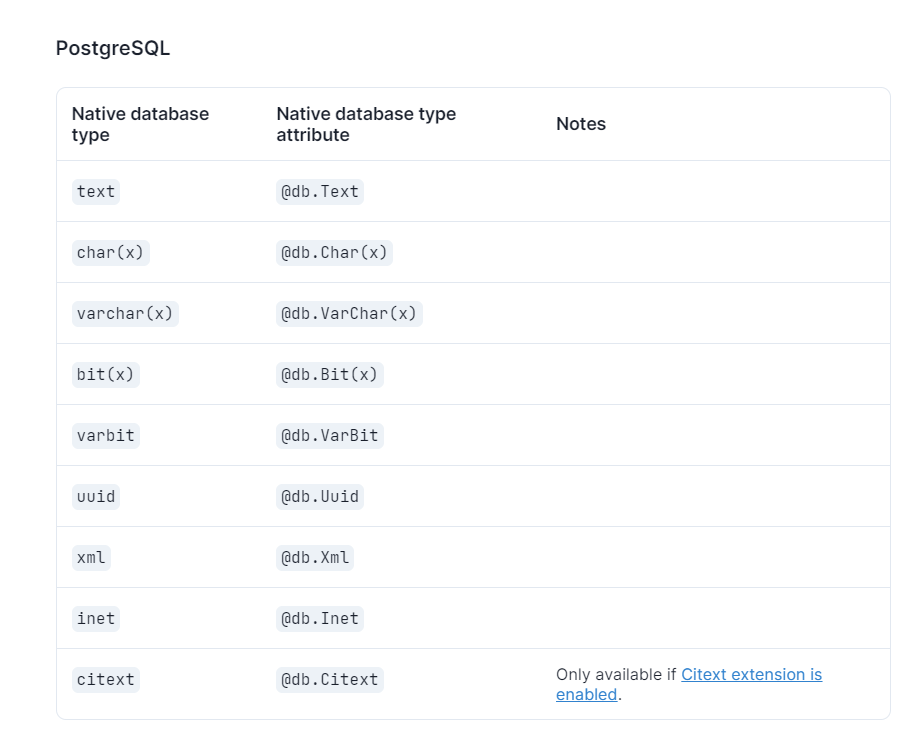 PostgreSQL
Native database
type
Native database type
attribute
Notes
text
@db.Text
char(x)
@db.Char(x)
varchar(x)
@db.VarChar(x)
bit(x)
@db.Bit(x)
varbit
@db.VarBit
uuid
@db.Uuid
xml
@db.Xml
inet
@db.Inet
citext
@db.Citext
Only available if Citext extension is
enabled.